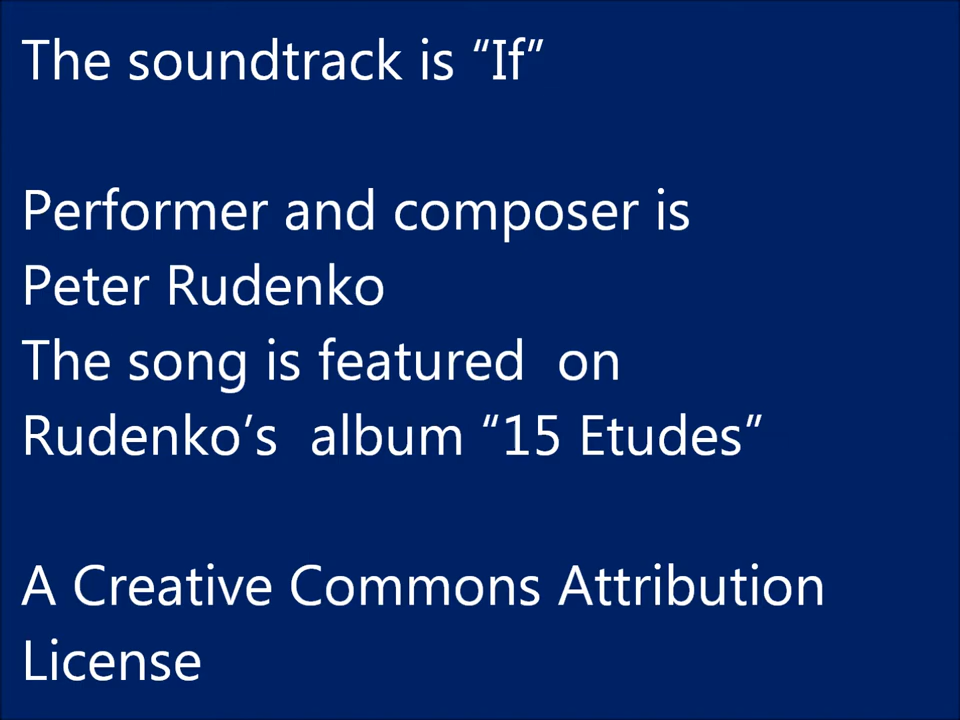 The soundtrack is “If”
Performer and composer is
Peter Rudenko
The song is featured  on
Rudenko’s  album “15 Etudes”
A Creative Commons Attribution
License